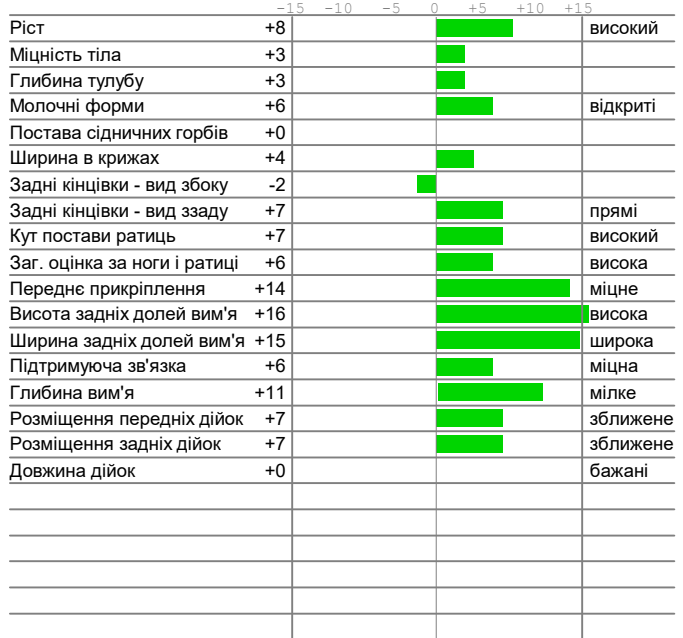 −15 −10 −5 0 +5 +10 +15
Ріст +8 високий
Міцність тіла +3
Глибина тулубу +3
Молочні форми +6 відкриті
Постава сідничних горбів +0
Ширина в крижах +4
Задні кінцівки - вид збоку -2
Задні кінцівки - вид ззаду +7 прямі
Кут постави ратиць +7 високий
Заг. оцінка за ноги і ратиці +6 висока
Переднє прикріплення +14 міцне
Висота задніх долей вим'я +16 висока
Ширина задніх долей вим'я +15 широка
Підтримуюча зв'язка +6 міцна
Глибина вим'я +11 мілке
Розміщення передніх дійок +7 зближене
Розміщення задніх дійок +7 зближене
Довжина дійок +0 бажані